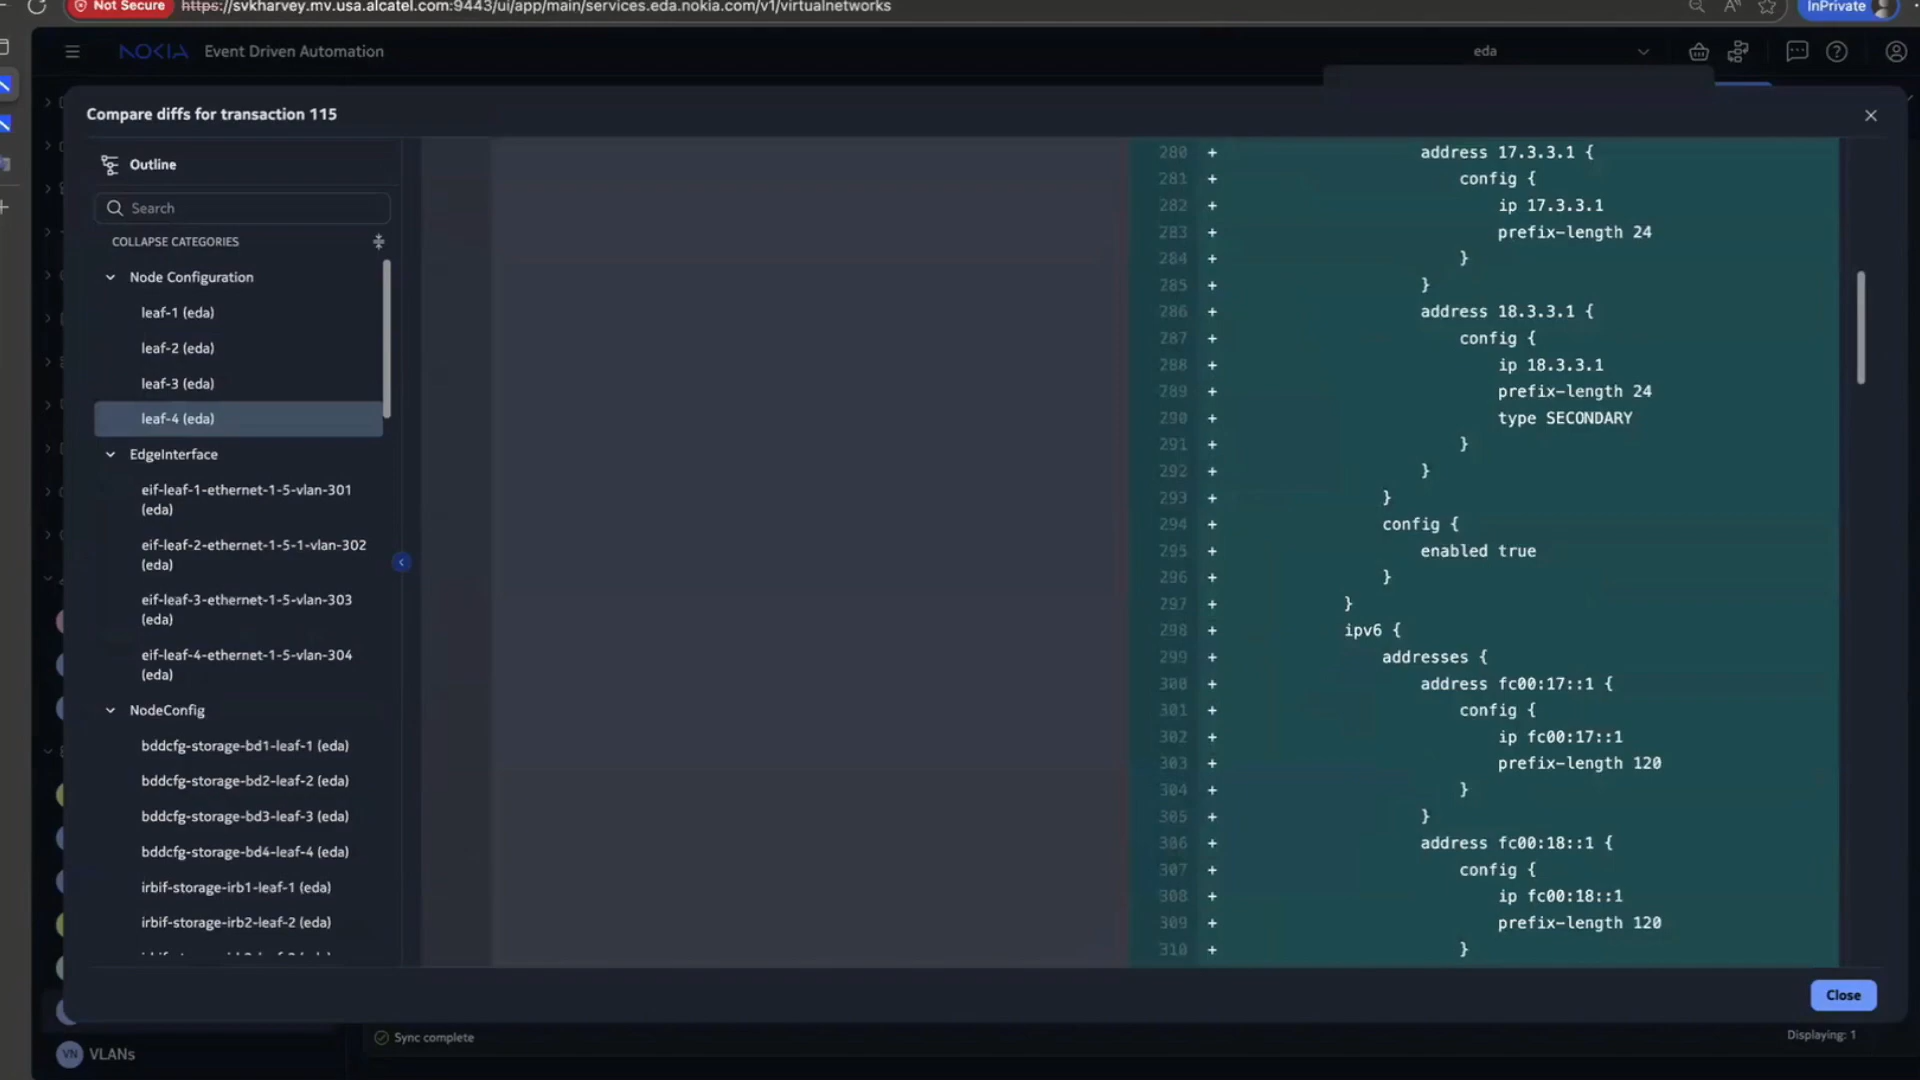 Not Secure
https://svkharvey.mv.usa.alcatel.com:9443/ui/app/main/services.eda.nokia.com/v1/virtualnetworks
InPrivate
NOKIA Event Driven Automation
eda
Compare diffs for transaction 115
Outline
Search
COLLAPSE CATEGORIES
Node Configuration
leaf-1 (eda)
leaf-2 (eda)
leaf-3 (eda)
leaf-4 (eda)
EdgeInterface
eif-leaf-1-ethernet-1-5-vlan-301
(eda)
eif-leaf-2-ethernet-1-5-1-vlan-302
(eda)
eif-leaf-3-ethernet-1-5-vlan-303
(eda)
eif-leaf-4-ethernet-1-5-vlan-304
(eda)
NodeConfig
bddcfg-storage-bd1-leaf-1 (eda)
bddcfg-storage-bd2-leaf-2 (eda)
bddcfg-storage-bd3-leaf-3 (eda)
bddcfg-storage-bd4-leaf-4 (eda)
irbif-storage-irb1-leaf-1 (eda)
irbif-storage-irb2-leaf-2 (eda)
280 + address 17.3.3.1 {
281 + config {
282 + ip 17.3.3.1
283 + prefix-length 24
284 + }
285 + }
286 + address 18.3.3.1 {
287 + config {
288 + ip 18.3.3.1
289 + prefix-length 24
290 + type SECONDARY
291 + }
292 + }
293 + }
294 + config {
295 + enabled true
296 + }
297 + }
298 + ipv6 {
299 + addresses {
300 + address fc00:17::1 {
301 + config {
302 + ip fc00:17::1
303 + prefix-length 120
304 + }
305 + }
306 + address fc00:18::1 {
307 + config {
308 + ip fc00:18::1
309 + prefix-length 120
310 + }
Close
Sync complete
Displaying: 1
VN VLANs